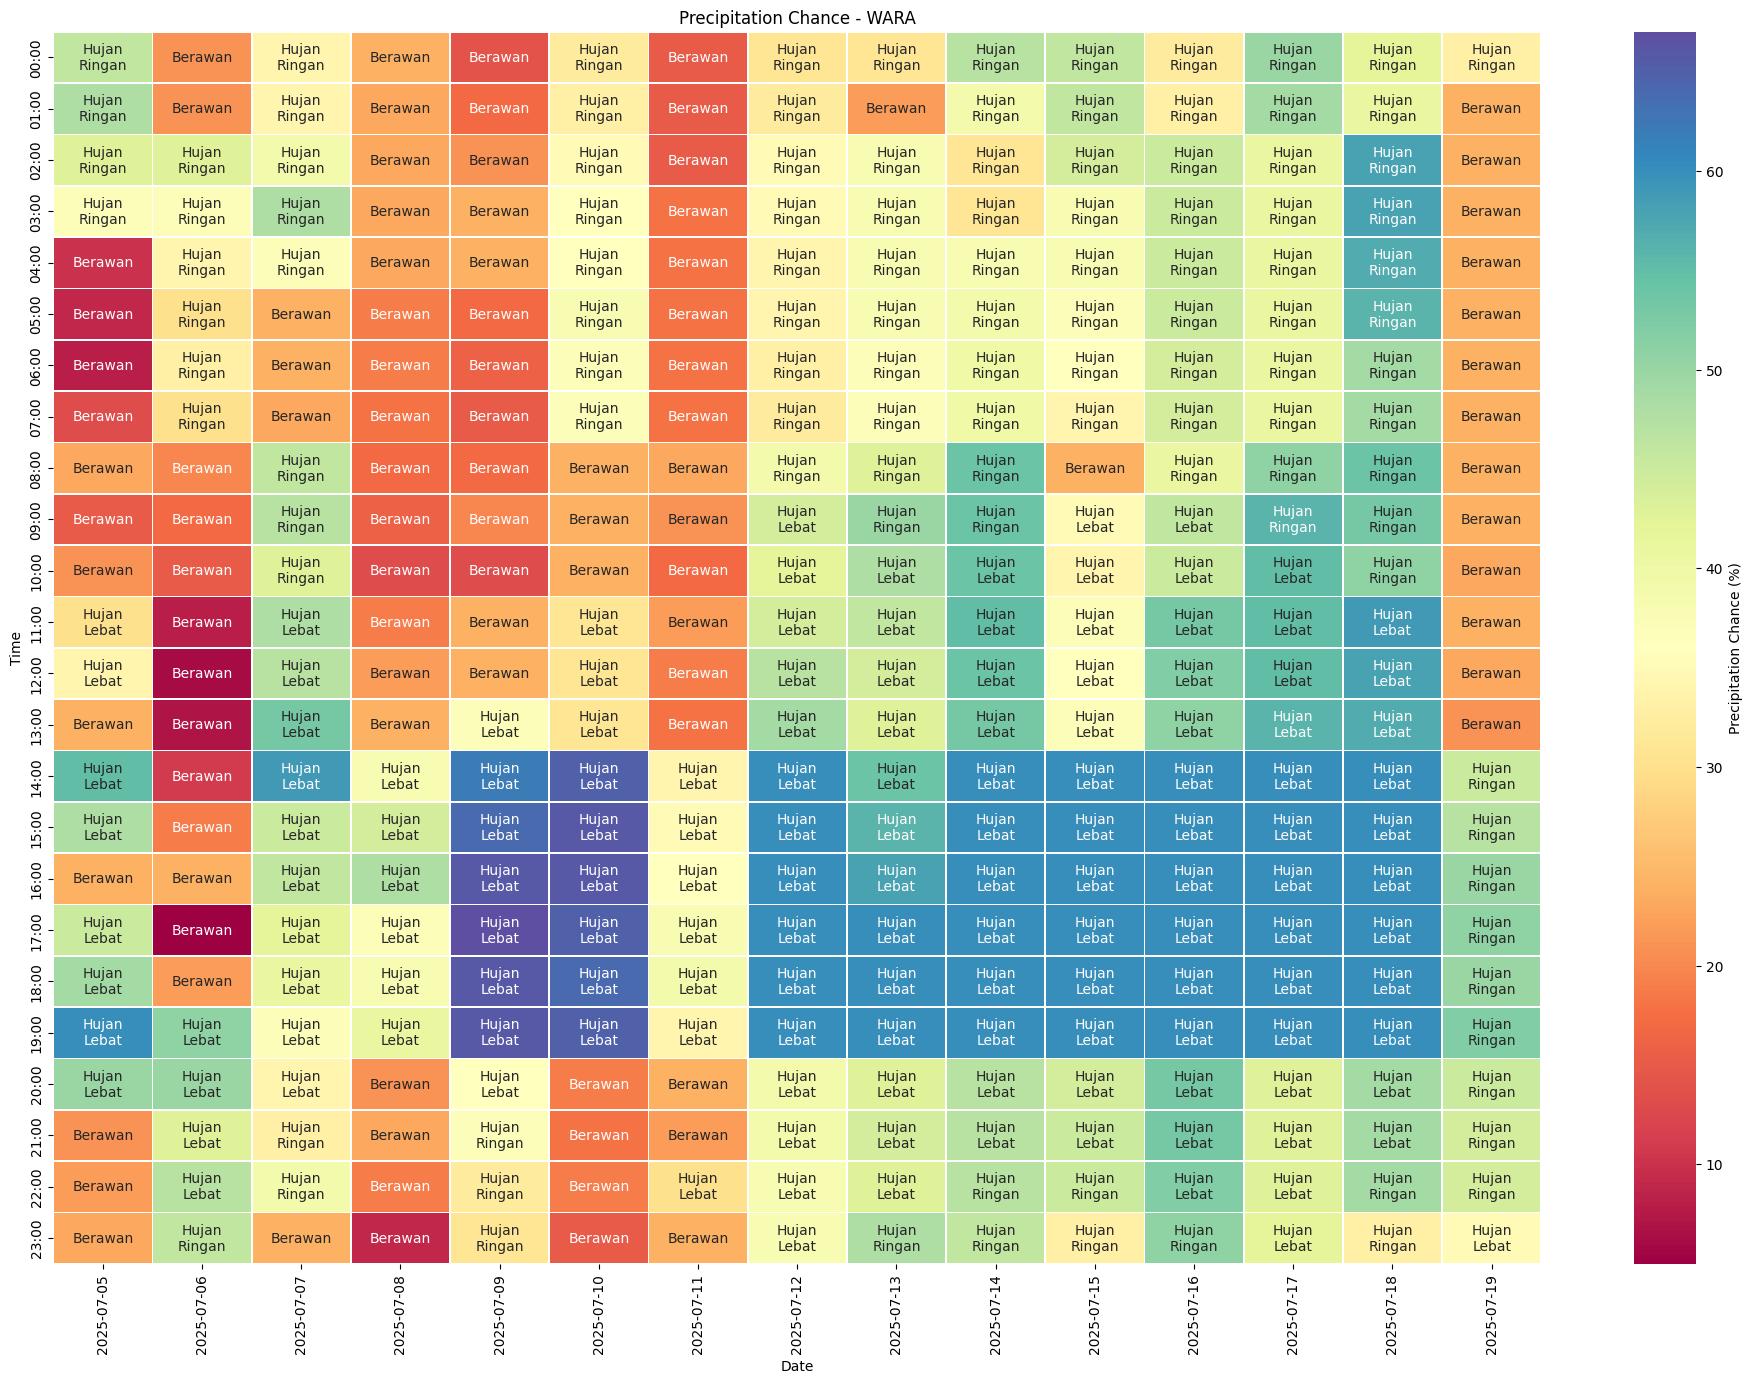 Precipitation Chance - WARA
Time
00:00 Hujan Ringan Berawan Hujan Ringan Berawan Berawan Hujan Ringan Berawan Hujan Ringan Hujan Ringan Hujan Ringan Hujan Ringan Hujan Ringan Hujan Ringan Hujan Ringan Hujan Ringan
01:00 Hujan Ringan Berawan Hujan Ringan Berawan Berawan Hujan Ringan Berawan Hujan Ringan Berawan Hujan Ringan Hujan Ringan Hujan Ringan Hujan Ringan Hujan Ringan Berawan
02:00 Hujan Ringan Hujan Ringan Hujan Ringan Berawan Berawan Hujan Ringan Berawan Hujan Ringan Hujan Ringan Hujan Ringan Hujan Ringan Hujan Ringan Hujan Ringan Hujan Ringan Berawan
03:00 Hujan Ringan Hujan Ringan Hujan Ringan Berawan Berawan Hujan Ringan Berawan Hujan Ringan Hujan Ringan Hujan Ringan Hujan Ringan Hujan Ringan Hujan Ringan Hujan Ringan Berawan
04:00 Berawan Hujan Ringan Hujan Ringan Berawan Berawan Hujan Ringan Berawan Hujan Ringan Hujan Ringan Hujan Ringan Hujan Ringan Hujan Ringan Hujan Ringan Hujan Ringan Berawan
05:00 Berawan Hujan Ringan Berawan Berawan Berawan Hujan Ringan Berawan Hujan Ringan Hujan Ringan Hujan Ringan Hujan Ringan Hujan Ringan Hujan Ringan Hujan Ringan Berawan
06:00 Berawan Hujan Ringan Berawan Berawan Berawan Hujan Ringan Berawan Hujan Ringan Hujan Ringan Hujan Ringan Hujan Ringan Hujan Ringan Hujan Ringan Hujan Ringan Berawan
07:00 Berawan Hujan Ringan Berawan Berawan Berawan Hujan Ringan Berawan Hujan Ringan Hujan Ringan Hujan Ringan Hujan Ringan Hujan Ringan Hujan Ringan Hujan Ringan Berawan
08:00 Berawan Berawan Hujan Ringan Berawan Berawan Berawan Berawan Hujan Ringan Hujan Ringan Hujan Ringan Berawan Hujan Ringan Hujan Ringan Hujan Ringan Berawan
09:00 Berawan Berawan Hujan Ringan Berawan Berawan Berawan Berawan Hujan Lebat Hujan Ringan Hujan Ringan Hujan Lebat Hujan Lebat Hujan Ringan Hujan Ringan Berawan
10:00 Berawan Berawan Hujan Ringan Berawan Berawan Berawan Berawan Hujan Lebat Hujan Lebat Hujan Lebat Hujan Lebat Hujan Lebat Hujan Lebat Hujan Ringan Berawan
11:00 Hujan Lebat Berawan Hujan Lebat Berawan Berawan Hujan Lebat Berawan Hujan Lebat Hujan Lebat Hujan Lebat Hujan Lebat Hujan Lebat Hujan Lebat Hujan Lebat Berawan
12:00 Hujan Lebat Berawan Hujan Lebat Berawan Berawan Hujan Lebat Berawan Hujan Lebat Hujan Lebat Hujan Lebat Hujan Lebat Hujan Lebat Hujan Lebat Hujan Lebat Berawan
13:00 Berawan Berawan Hujan Lebat Berawan Hujan Lebat Hujan Lebat Berawan Hujan Lebat Hujan Lebat Hujan Lebat Hujan Lebat Hujan Lebat Hujan Lebat Hujan Lebat Berawan
14:00 Hujan Lebat Berawan Hujan Lebat Hujan Lebat Hujan Lebat Hujan Lebat Hujan Lebat Hujan Lebat Hujan Lebat Hujan Lebat Hujan Lebat Hujan Lebat Hujan Lebat Hujan Lebat Hujan Ringan
15:00 Hujan Lebat Berawan Hujan Lebat Hujan Lebat Hujan Lebat Hujan Lebat Hujan Lebat Hujan Lebat Hujan Lebat Hujan Lebat Hujan Lebat Hujan Lebat Hujan Lebat Hujan Lebat Hujan Ringan
16:00 Berawan Berawan Hujan Lebat Hujan Lebat Hujan Lebat Hujan Lebat Hujan Lebat Hujan Lebat Hujan Lebat Hujan Lebat Hujan Lebat Hujan Lebat Hujan Lebat Hujan Lebat Hujan Ringan
17:00 Hujan Lebat Berawan Hujan Lebat Hujan Lebat Hujan Lebat Hujan Lebat Hujan Lebat Hujan Lebat Hujan Lebat Hujan Lebat Hujan Lebat Hujan Lebat Hujan Lebat Hujan Lebat Hujan Ringan
18:00 Hujan Lebat Berawan Hujan Lebat Hujan Lebat Hujan Lebat Hujan Lebat Hujan Lebat Hujan Lebat Hujan Lebat Hujan Lebat Hujan Lebat Hujan Lebat Hujan Lebat Hujan Lebat Hujan Ringan
19:00 Hujan Lebat Hujan Lebat Hujan Lebat Hujan Lebat Hujan Lebat Hujan Lebat Hujan Lebat Hujan Lebat Hujan Lebat Hujan Lebat Hujan Lebat Hujan Lebat Hujan Lebat Hujan Lebat Hujan Ringan
20:00 Hujan Lebat Hujan Lebat Hujan Lebat Berawan Hujan Lebat Berawan Berawan Hujan Lebat Hujan Lebat Hujan Lebat Hujan Lebat Hujan Lebat Hujan Lebat Hujan Lebat Hujan Ringan
21:00 Berawan Hujan Lebat Hujan Ringan Berawan Hujan Ringan Berawan Berawan Hujan Lebat Hujan Lebat Hujan Lebat Hujan Lebat Hujan Lebat Hujan Lebat Hujan Lebat Hujan Ringan
22:00 Berawan Hujan Lebat Hujan Ringan Berawan Hujan Ringan Berawan Hujan Lebat Hujan Lebat Hujan Lebat Hujan Ringan Hujan Ringan Hujan Lebat Hujan Lebat Hujan Ringan Hujan Ringan
23:00 Berawan Hujan Ringan Berawan Berawan Hujan Ringan Berawan Berawan Hujan Lebat Hujan Ringan Hujan Ringan Hujan Ringan Hujan Ringan Hujan Lebat Hujan Ringan Hujan Lebat
2025-07-05 2025-07-06 2025-07-07 2025-07-08 2025-07-09 2025-07-10 2025-07-11 2025-07-12 2025-07-13 2025-07-14 2025-07-15 2025-07-16 2025-07-17 2025-07-18 2025-07-19
Date
60
50
40
30
20
10
Precipitation Chance (%)